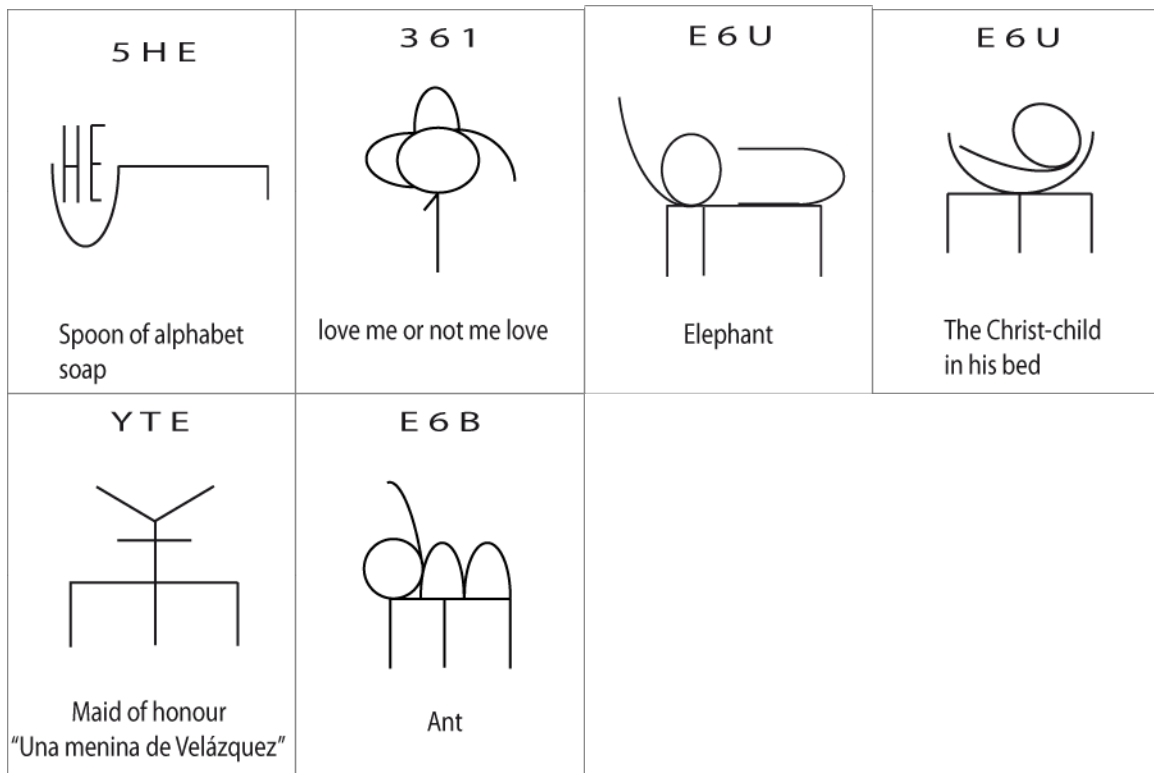 5 H E
HE
Spoon of alphabet
soap
3 6 1
love me or not me love
E 6 U
Elephant
E 6 U
The Christ-child
in his bed
Y T E
Maid of honour
“Una menina de Velázquez”
E 6 B
Ant